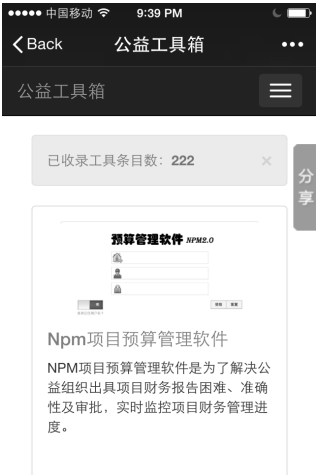 中国移动 9:39 PM
Back 公益工具箱
公益工具箱
已收录工具条目数：222 ×
分享
预算管理软件 NPM2.0
Npm项目预算管理软件
NPM项目预算管理软件是为了解决公
益组织出具项目财务报告困难、准确
性及审批，实时监控项目财务管理进
度。